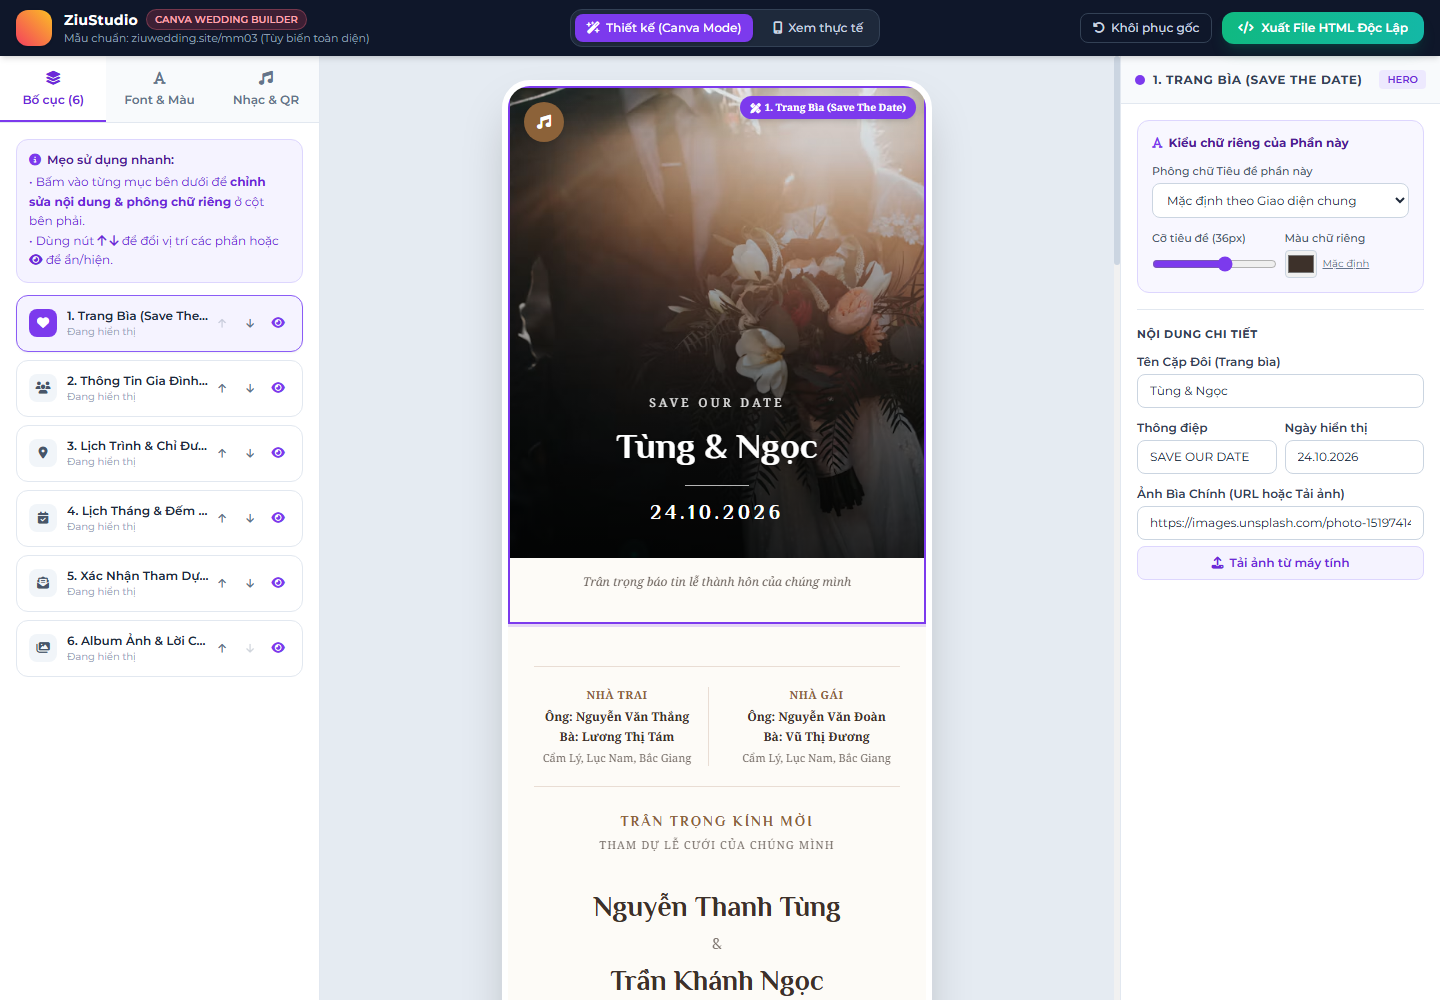 ZiuStudio CANVA WEDDING BUILDER
Mẫu chuẩn: ziuwedding.site/mm03 (Tùy biến toàn diện)
Thiết kế (Canva Mode)
Xem thực tế
Khôi phục gốc
Xuất File HTML Độc Lập
Bố cục (6)
Font & Màu
Nhạc & QR
Mẹo sử dụng nhanh:
• Bấm vào từng mục bên dưới để chỉnh
sửa nội dung & phông chữ riêng ở cột
bên phải.
• Dùng nút ↑↓ để đổi vị trí các phần hoặc
để ẩn/hiện.
1. Trang Bìa (Save The...
Đang hiển thị
2. Thông Tin Gia Đình...
Đang hiển thị
3. Lịch Trình & Chỉ Đư...
Đang hiển thị
4. Lịch Tháng & Đếm ...
Đang hiển thị
5. Xác Nhận Tham Dự...
Đang hiển thị
6. Album Ảnh & Lời C...
Đang hiển thị
1. Trang Bìa (Save The Date)
SAVE OUR DATE
Tùng & Ngọc
24.10.2026
Trân trọng báo tin lễ thành hôn của chúng mình
NHÀ TRAI
Ông: Nguyễn Văn Thắng
Bà: Lương Thị Tám
Cẩm Lý, Lục Nam, Bắc Giang
NHÀ GÁI
Ông: Nguyễn Văn Đoàn
Bà: Vũ Thị Đương
Cẩm Lý, Lục Nam, Bắc Giang
TRÂN TRỌNG KÍNH MỜI
THAM DỰ LỄ CƯỚI CỦA CHÚNG MÌNH
Nguyễn Thanh Tùng
&
Trần Khánh Ngọc
1. TRANG BÌA (SAVE THE DATE)
HERO
Kiểu chữ riêng của Phần này
Phông chữ Tiêu đề phần này
Mặc định theo Giao diện chung
Cỡ tiêu đề (36px)
Màu chữ riêng
Mặc định
NỘI DUNG CHI TIẾT
Tên Cặp Đôi (Trang bìa)
Tùng & Ngọc
Thông điệp
Ngày hiển thị
SAVE OUR DATE
24.10.2026
Ảnh Bìa Chính (URL hoặc Tải ảnh)
https://images.unsplash.com/photo-1519741
Tải ảnh từ máy tính